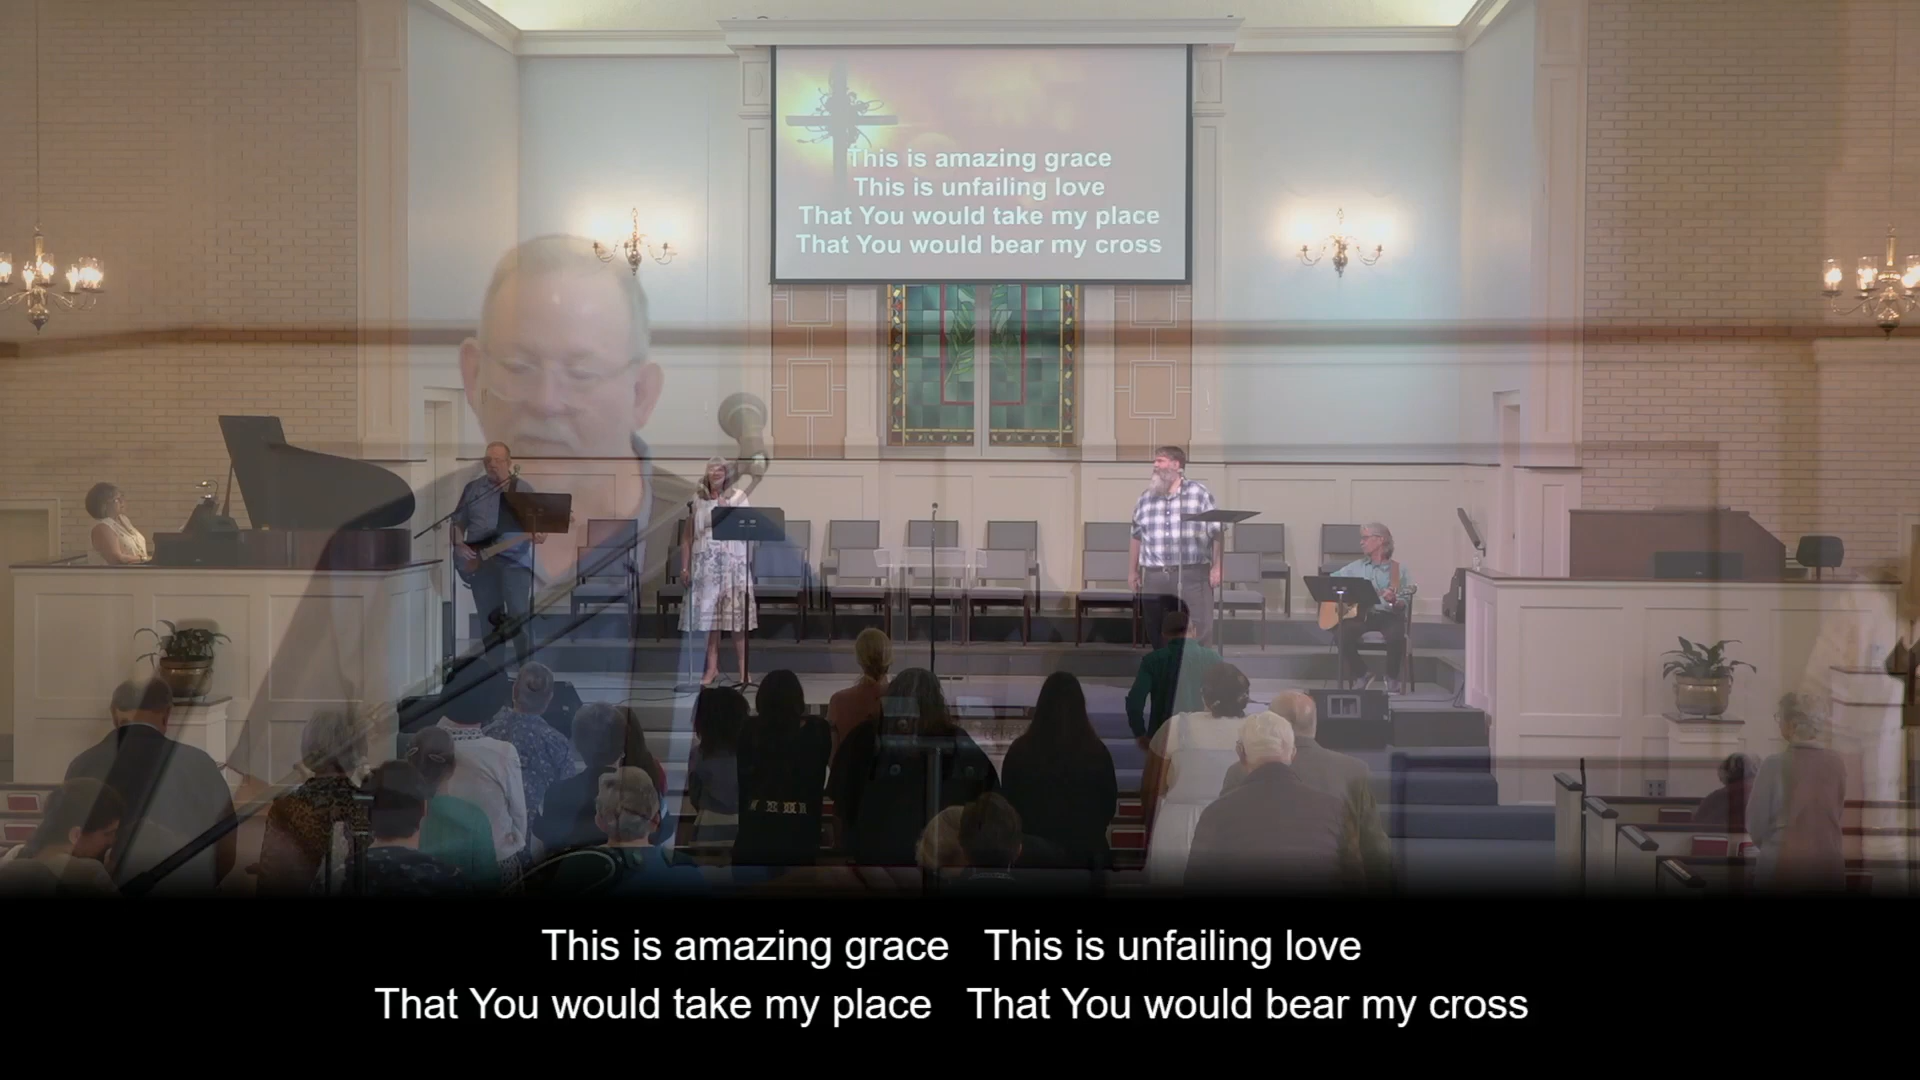 This is amazing grace
This is unfailing love
That You would take my place
That You would bear my cross
This is amazing grace This is unfailing love
That You would take my place That You would bear my cross